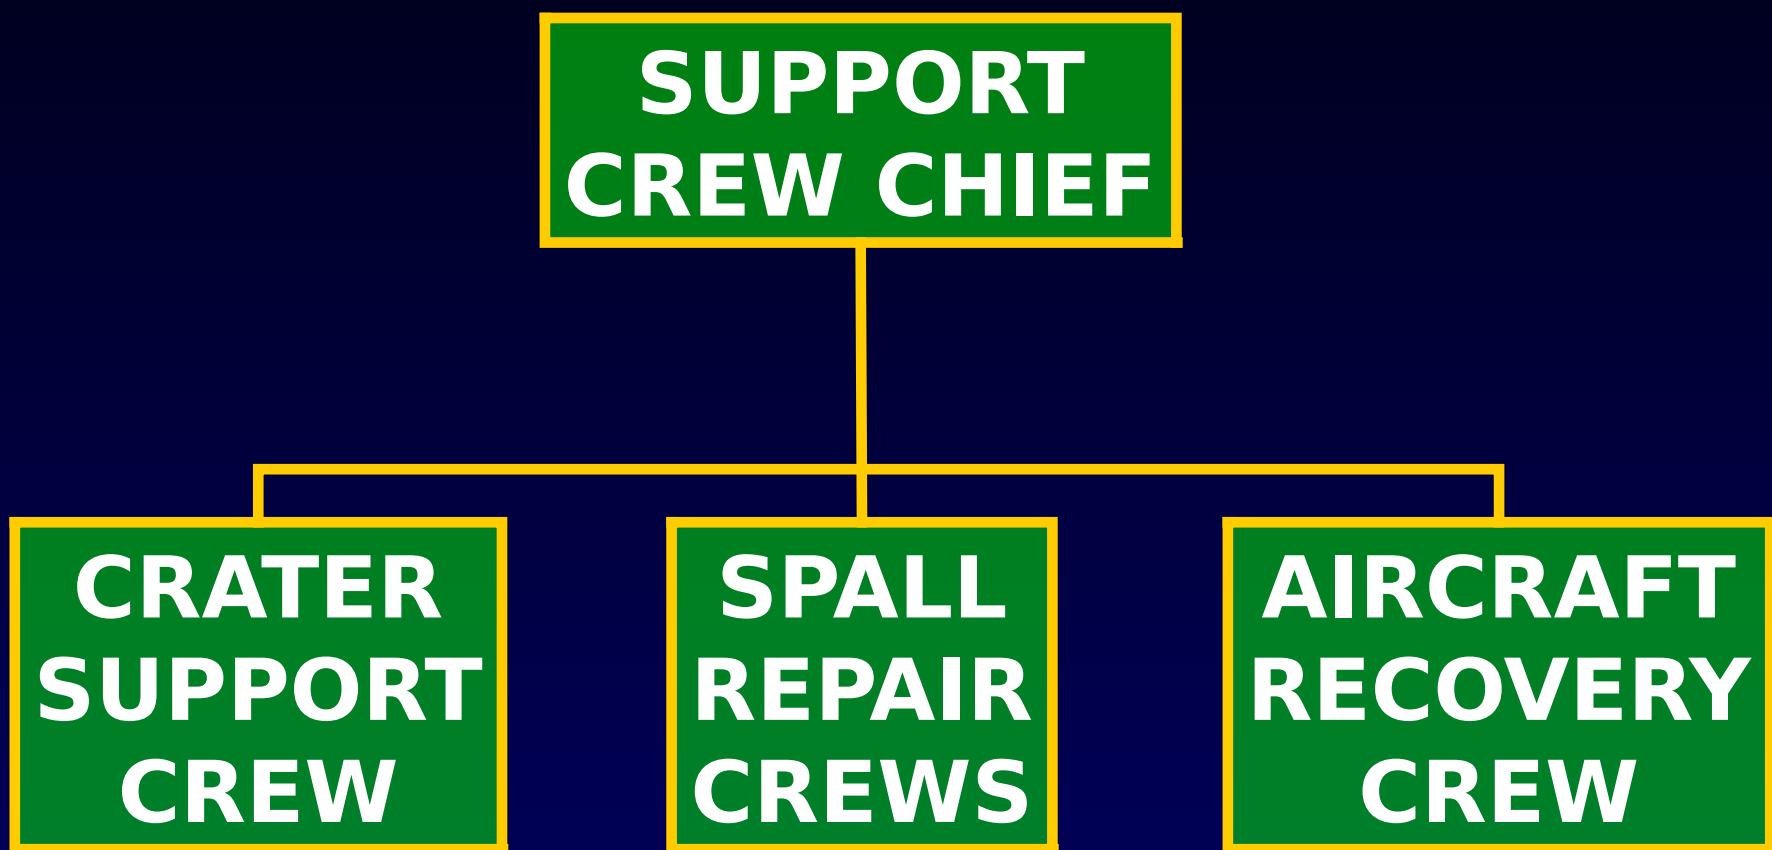 SUPPORT
CREW CHIEF
CRATER
SUPPORT
CREW
SPALL
REPAIR
CREWS
AIRCRAFT
RECOVERY
CREW